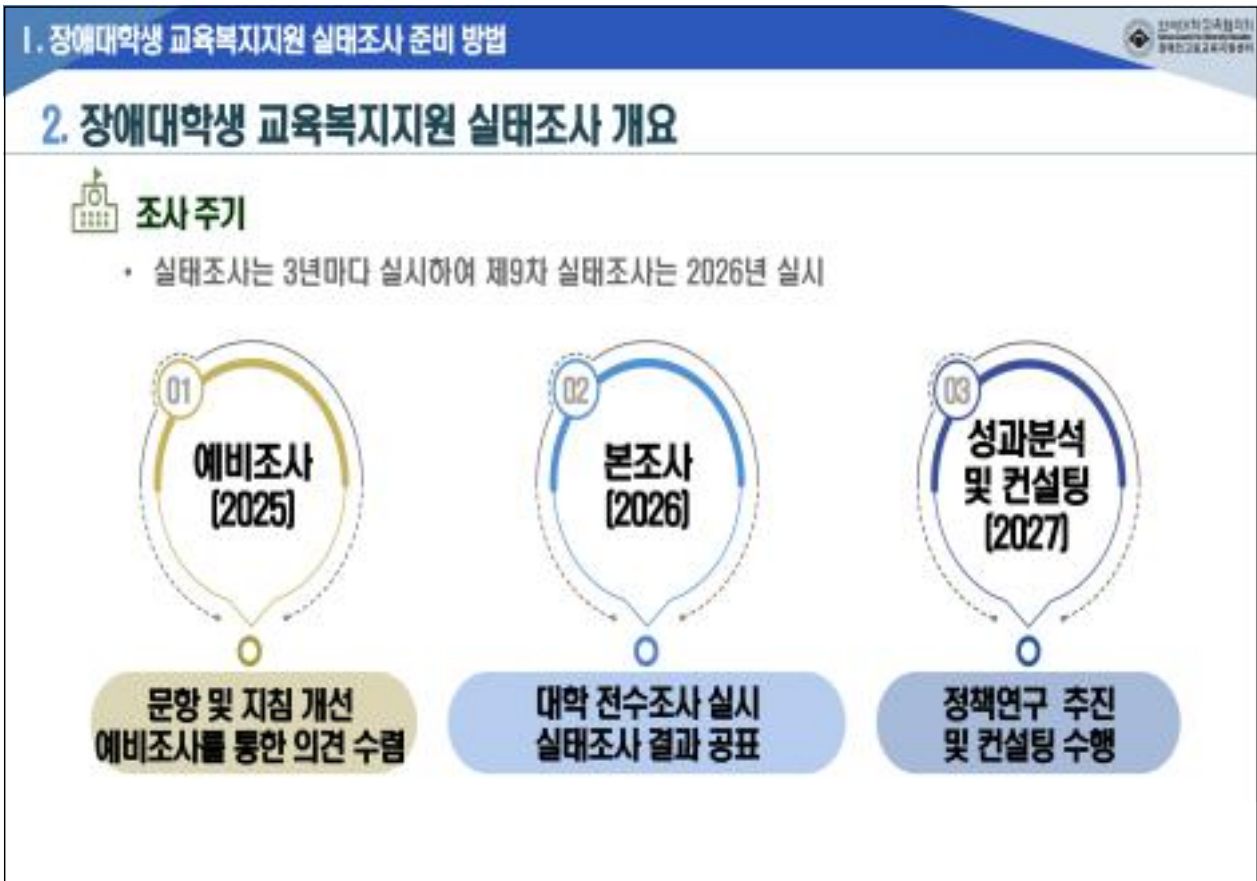 Ⅰ. 장애대학생 교육복지지원 실태조사 준비 방법
2. 장애대학생 교육복지지원 실태조사 개요
조사 주기
• 실태조사는 3년마다 실시하여 제9차 실태조사는 2026년 실시
01
예비조사
(2025)
문항 및 지침 개선
예비조사를 통한 의견 수렴
02
본조사
(2026)
대학 전수조사 실시
실태조사 결과 공표
03
성과분석
및 컨설팅
(2027)
정책연구 추진
및 컨설팅 수행